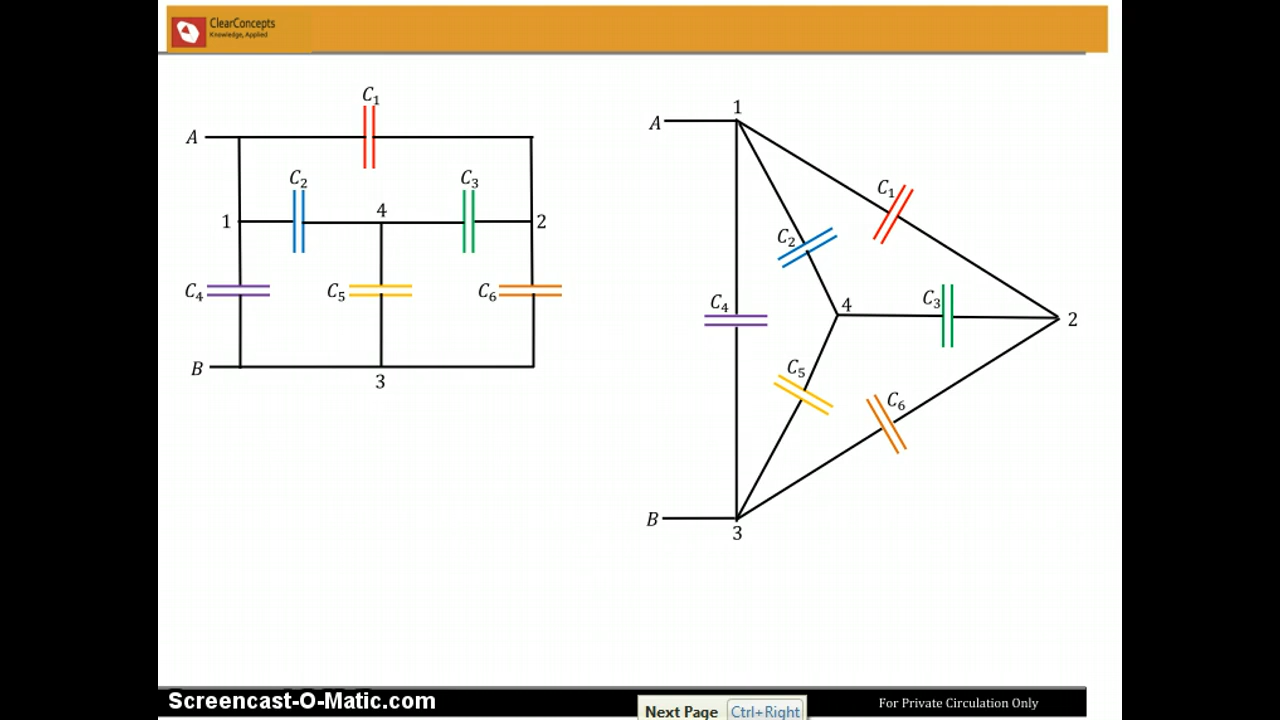 ClearConcepts
Knowledge, Applied
C₁
A
C₂
C₃
1
4
2
C₄
C₅
C₆
B
3
1
A
C₁
C₂
C₃
4
2
C₄
C₅
C₆
B
3
Screencast-O-Matic.com
Next Page Ctrl+Right
For Private Circulation Only